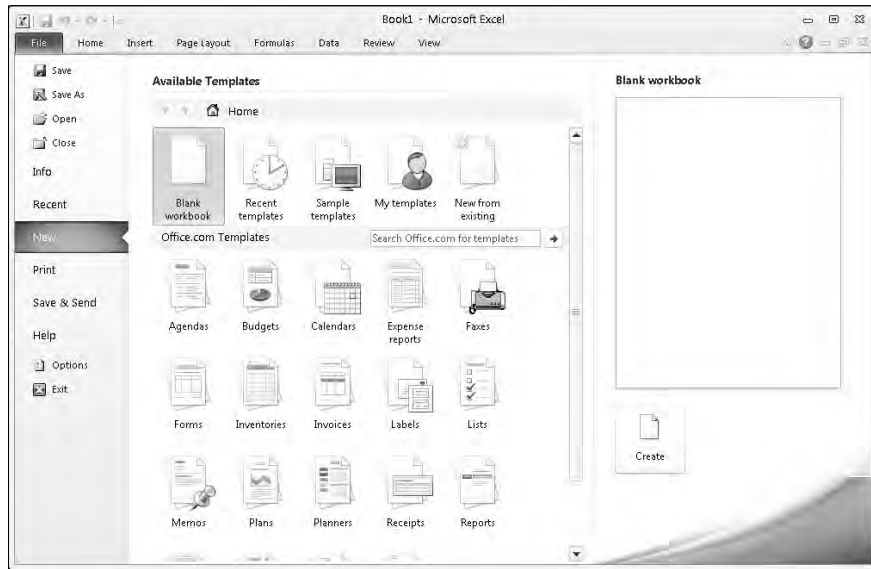 Book1 - Microsoft Excel
File Home Insert Page Layout Formulas Data Review View
Save
Save As
Open
Close
Info
Recent
New
Print
Save & Send
Help
Options
Exit
Available Templates
Home
Blank workbook
Recent templates
Sample templates
My templates
New from existing
Office.com Templates
Search Office.com for templates
Agendas
Budgets
Calendars
Expense reports
Faxes
Forms
Inventories
Invoices
Labels
Lists
Memos
Plans
Planners
Receipts
Reports
Blank workbook
Create